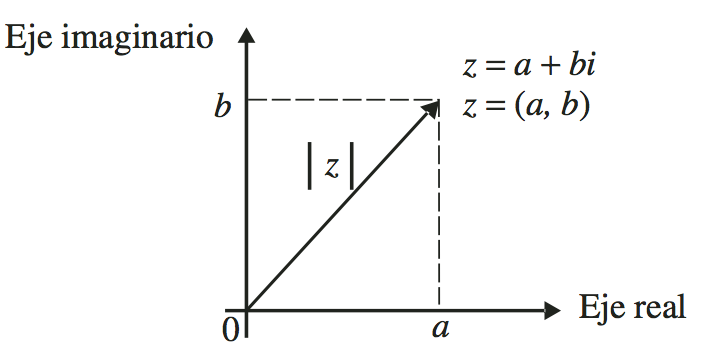 Eje imaginario
z = a + bi
z = (a, b)
b
| z |
Eje real
0
a